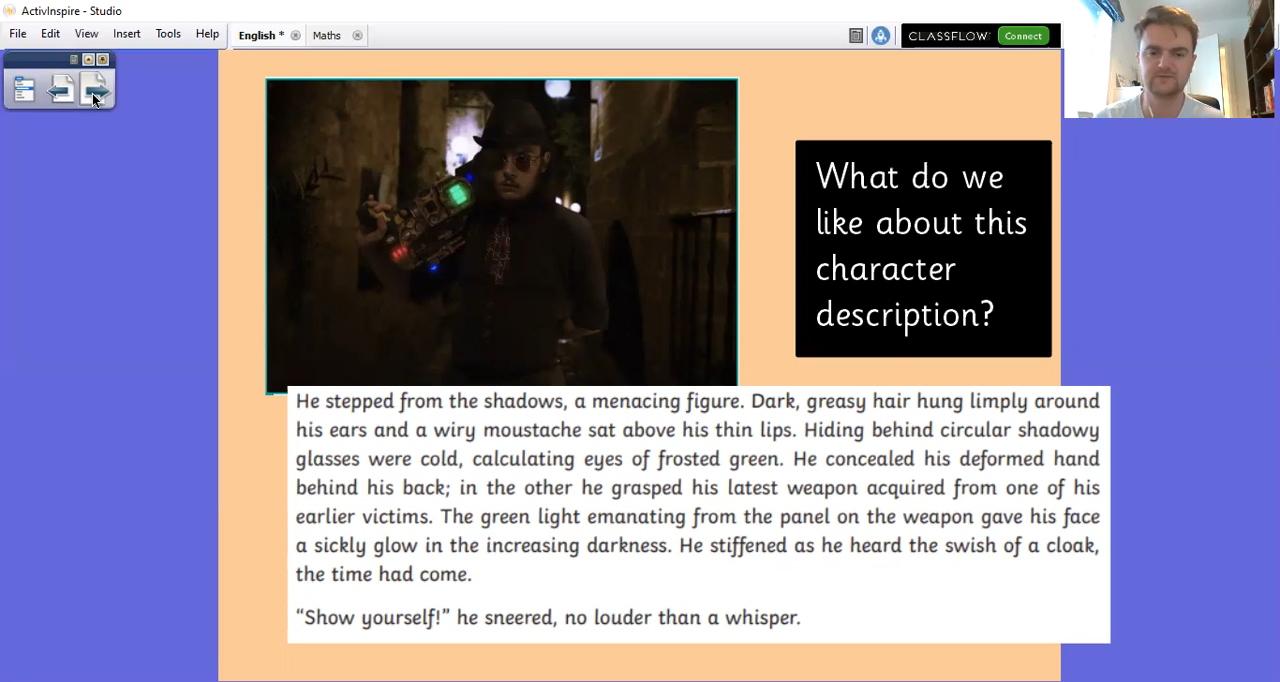 ActivInspire - Studio
File Edit View Insert Tools Help
English * Maths
CLASSFLOW Connect
What do we
like about this
character
description?
He stepped from the shadows, a menacing figure. Dark, greasy hair hung limply around
his ears and a wiry moustache sat above his thin lips. Hiding behind circular shadowy
glasses were cold, calculating eyes of frosted green. He concealed his deformed hand
behind his back; in the other he grasped his latest weapon acquired from one of his
earlier victims. The green light emanating from the panel on the weapon gave his face
a sickly glow in the increasing darkness. He stiffened as he heard the swish of a cloak,
the time had come.
“Show yourself!” he sneered, no louder than a whisper.